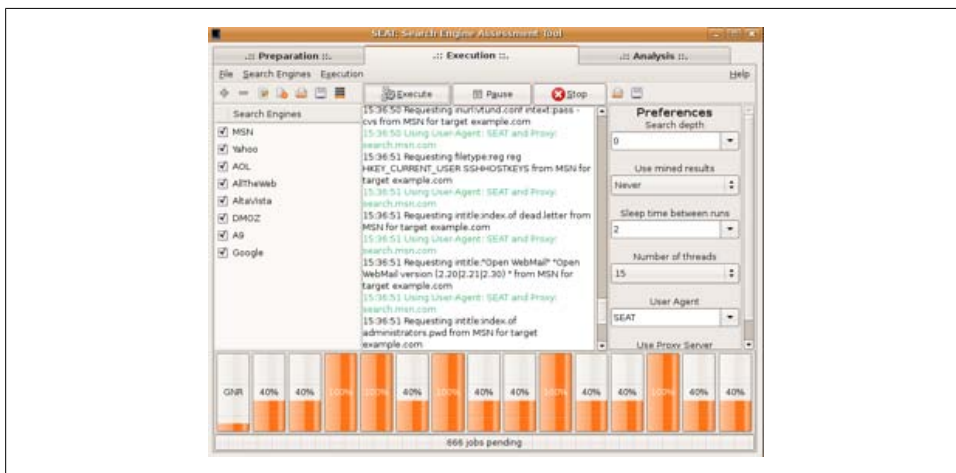 SEAT: Search Engine Assessment Tool
.:: Preparation ::.
.:: Execution ::.
.:: Analysis ::.
File Search Engines Execution Help
Execute Pause Stop
Search Engines
MSN
Yahoo
AOL
AllTheWeb
Altavista
DMOZ
A9
Google
15:36:50 Requesting inurl:vtund.conf intext:pass -
cvs from MSN for target example.com
15:36:50 Using User-Agent: SEAT and Proxy:
search.msn.com
15:36:51 Requesting filetype:reg reg
HKEY_CURRENT_USER SSHHOSTKEYS from MSN for
target example.com
15:36:51 Using User-Agent: SEAT and Proxy:
search.msn.com
15:36:51 Requesting intitle:index.of dead.letter from
MSN for target example.com
15:36:51 Using User-Agent: SEAT and Proxy:
search.msn.com
15:36:51 Requesting intitle:"Open WebMail" "Open
WebMail version (2.20|2.21|2.30) " from MSN for
target example.com
15:36:51 Using User-Agent: SEAT and Proxy:
search.msn.com
15:36:51 Requesting intitle:index.of
administrators.pwd from MSN for target
example.com
Preferences
Search depth
0
Use mined results
Never
Sleep time between runs
2
Number of threads
15
User Agent
SEAT
Use Proxy Server
GNR 40% 40% 100% 100% 40% 100% 40% 40% 100% 40% 100% 40% 40%
666 jobs pending